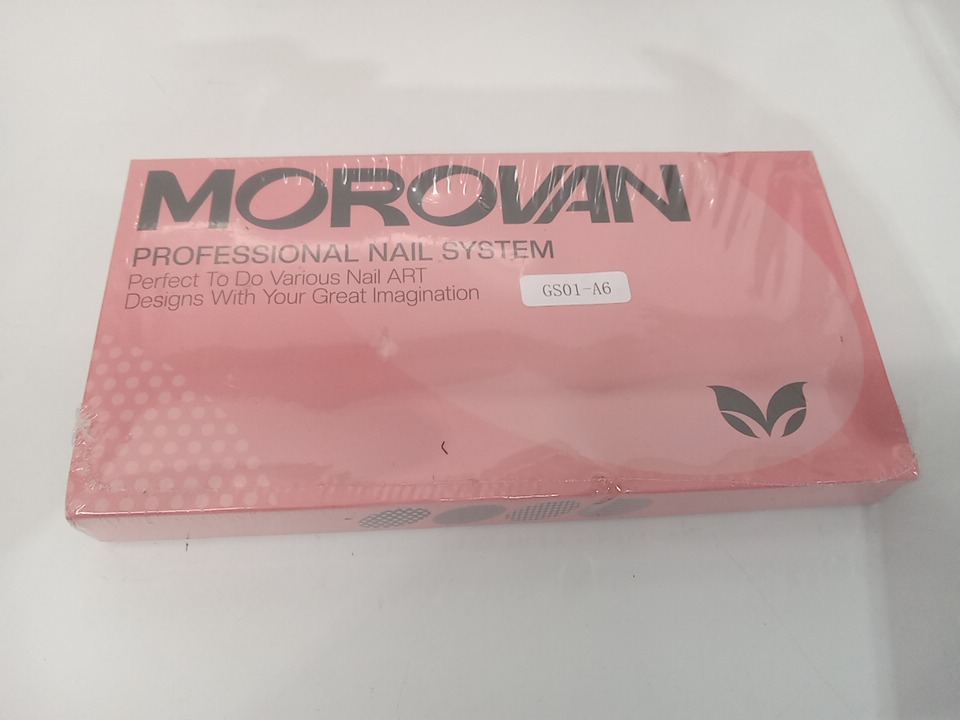 MOROVAN
PROFESSIONAL NAIL SYSTEM
Perfect To Do Various Nail ART
Designs With Your Great Imagination
GS01-A6